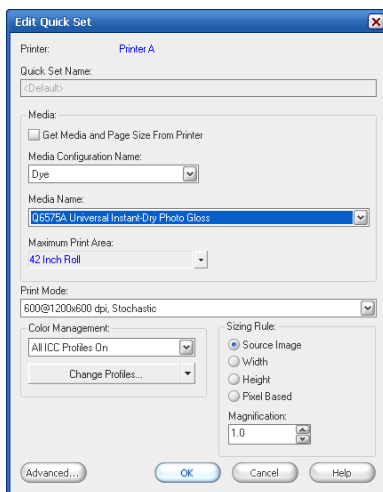 Edit Quick Set
Printer: Printer A
Quick Set Name:
<Default>
Media:
Get Media and Page Size From Printer
Media Configuration Name:
Dye
Media Name:
Q6575A Universal Instant-Dry Photo Gloss
Maximum Print Area:
42 Inch Roll
Print Mode:
600@1200x600 dpi, Stochastic
Color Management:
All ICC Profiles On
Change Profiles...
Sizing Rule:
Source Image
Width
Height
Pixel Based
Magnification:
1.0
Advanced... OK Cancel Help